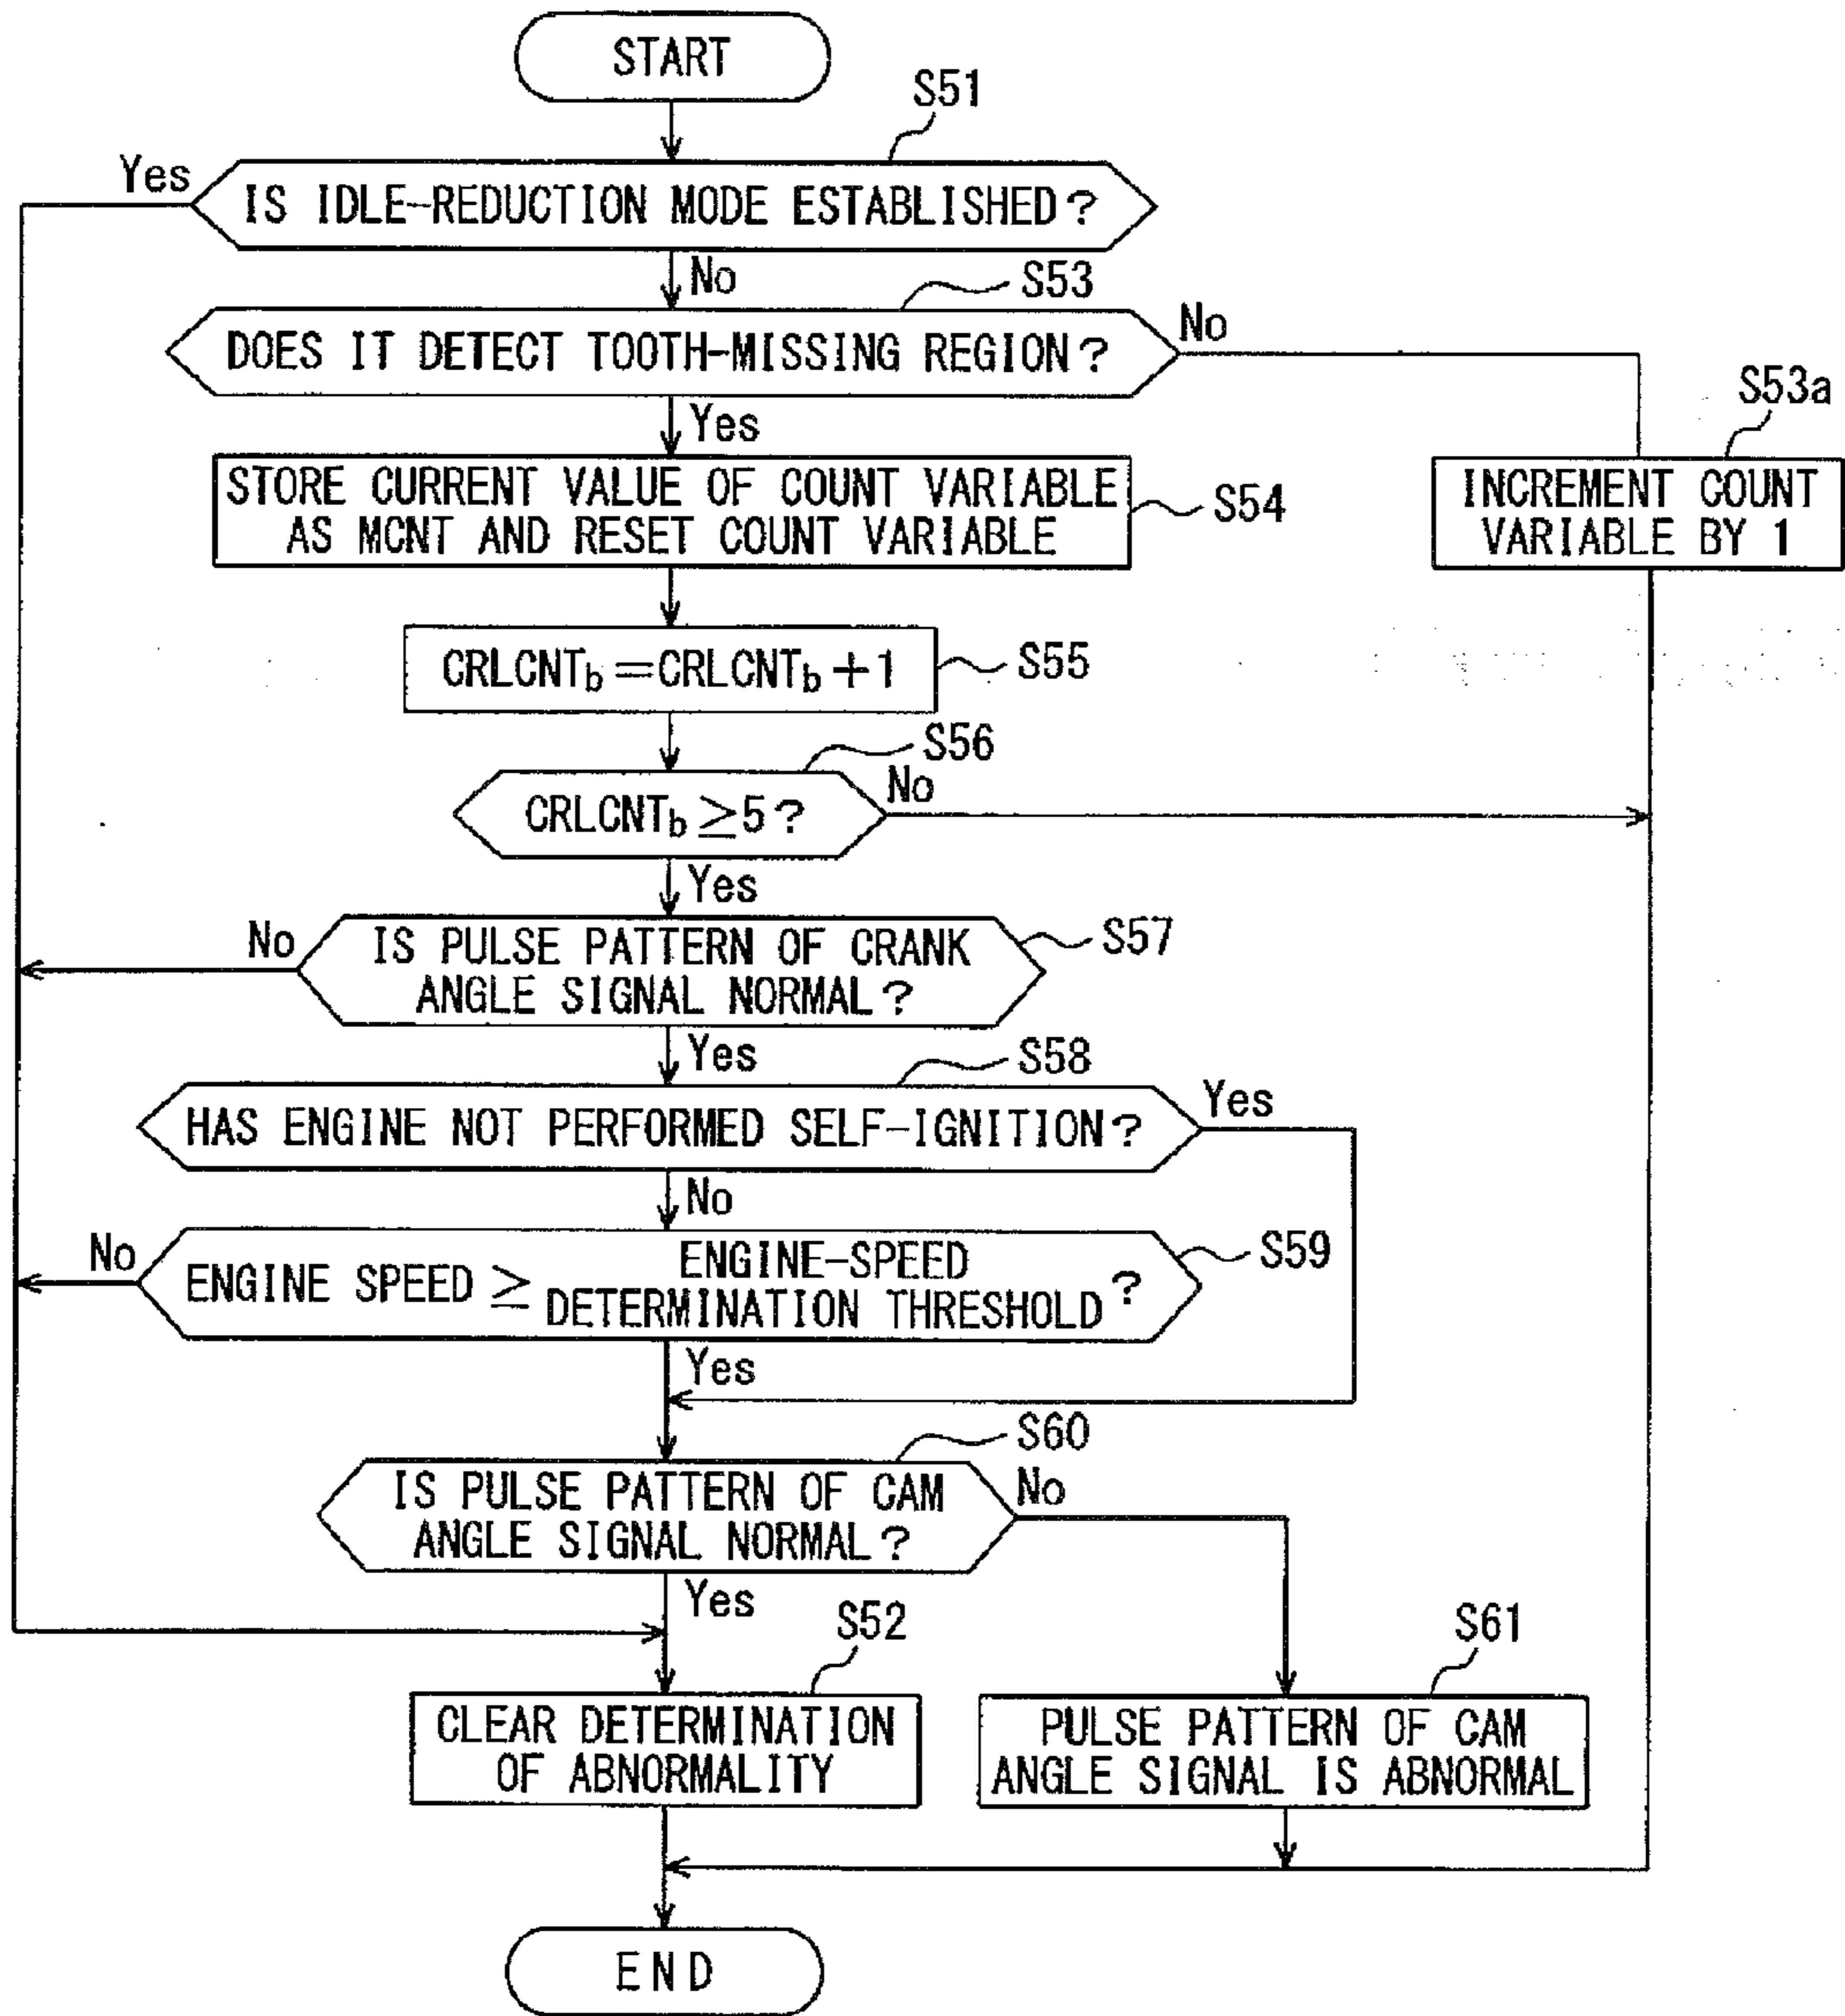 START
S51
Yes
IS IDLE-REDUCTION MODE ESTABLISHED?
No
S53
DOES IT DETECT TOOTH-MISSING REGION?
No
Yes
S53a
STORE CURRENT VALUE OF COUNT VARIABLE
AS MCNT AND RESET COUNT VARIABLE
S54
INCREMENT COUNT
VARIABLE BY 1
CRLCNTb=CRLCNTb+1
S55
S56
CRLCNTb≥5?
No
Yes
No
IS PULSE PATTERN OF CRANK
ANGLE SIGNAL NORMAL?
S57
Yes
S58
HAS ENGINE NOT PERFORMED SELF-IGNITION?
Yes
No
No
ENGINE SPEED ≥ ENGINE-SPEED
DETERMINATION THRESHOLD?
S59
Yes
S60
IS PULSE PATTERN OF CAM
ANGLE SIGNAL NORMAL?
No
Yes
S52
S61
CLEAR DETERMINATION
OF ABNORMALITY
PULSE PATTERN OF CAM
ANGLE SIGNAL IS ABNORMAL
END